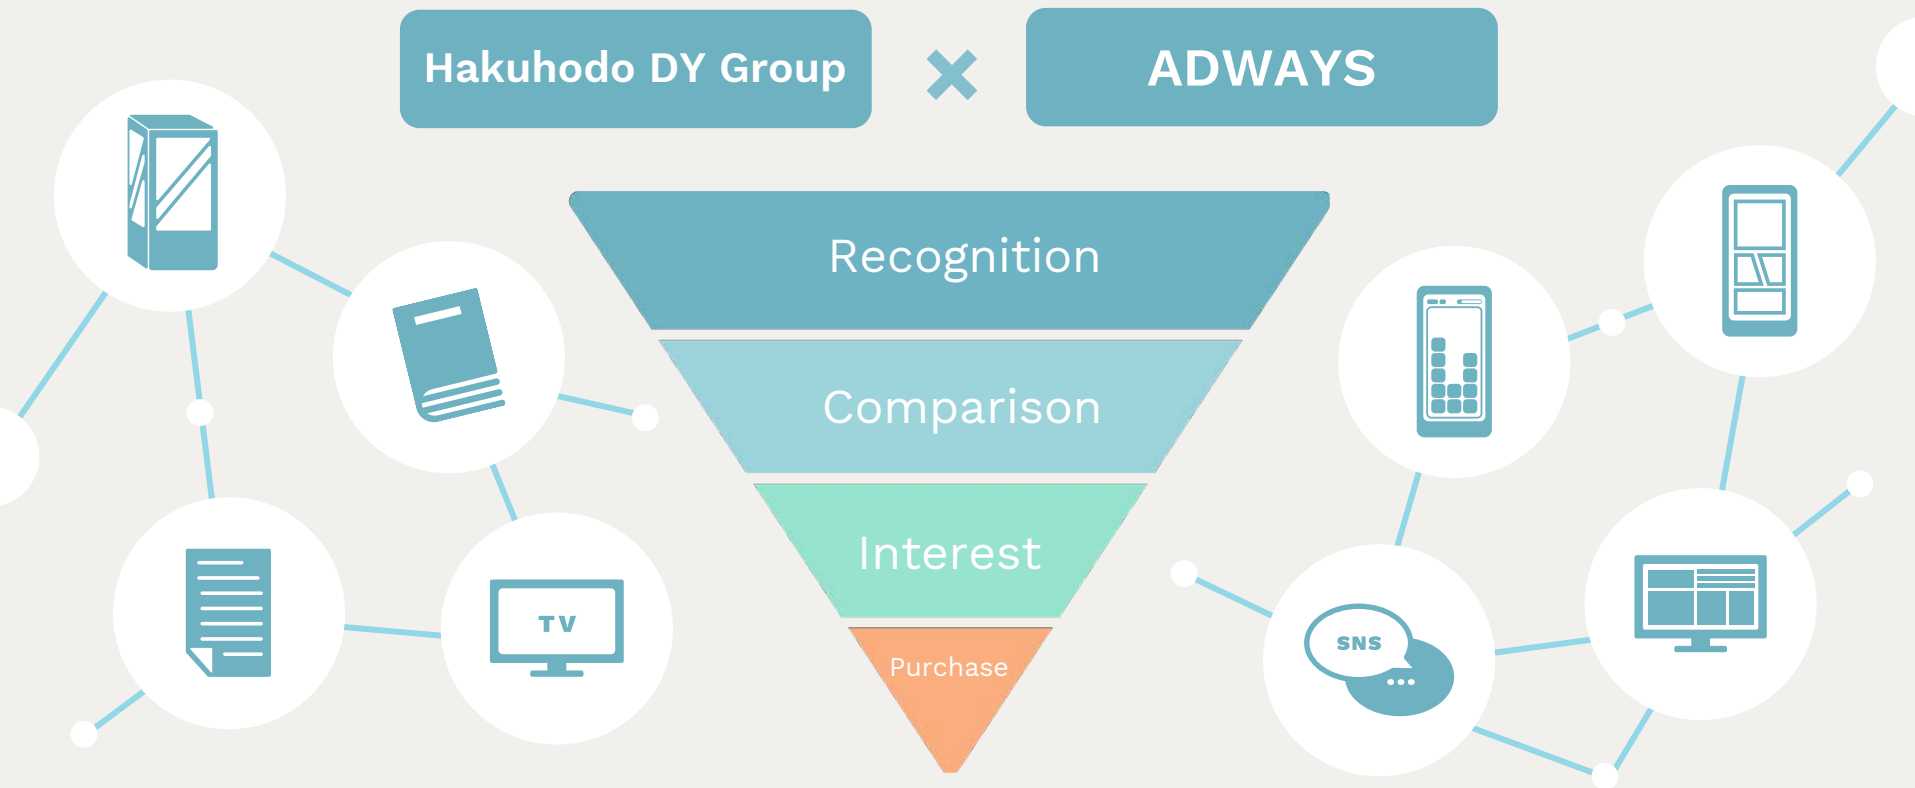 Hakuhodo DY Group
×
ADWAYS
Recognition
Comparison
Interest
Purchase
TV
SNS